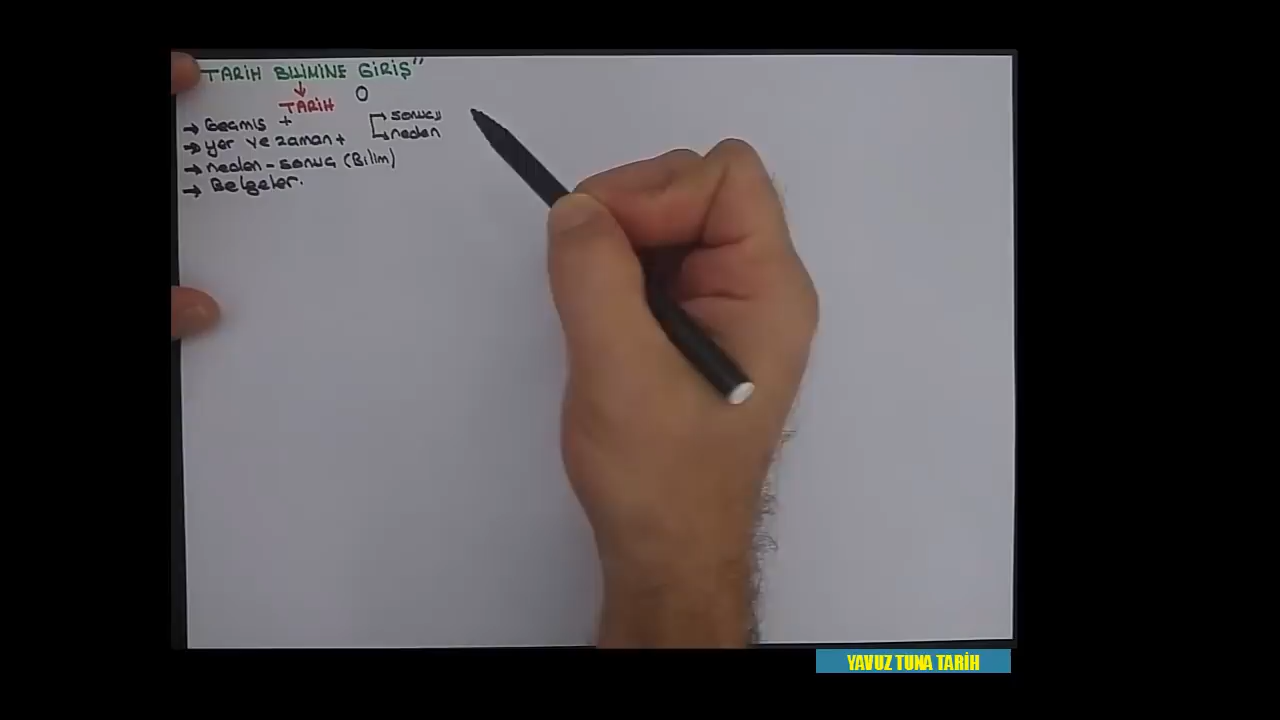 "TARİH BİLİMİNE GİRİŞ"
↓
TARİH O
→ Geçmiş +
→ yer ve zaman +
→ sonuç
→ neden
→ neden - sonuç (Bilim)
→ Belgeler.
YAVUZ TUNA TARİH